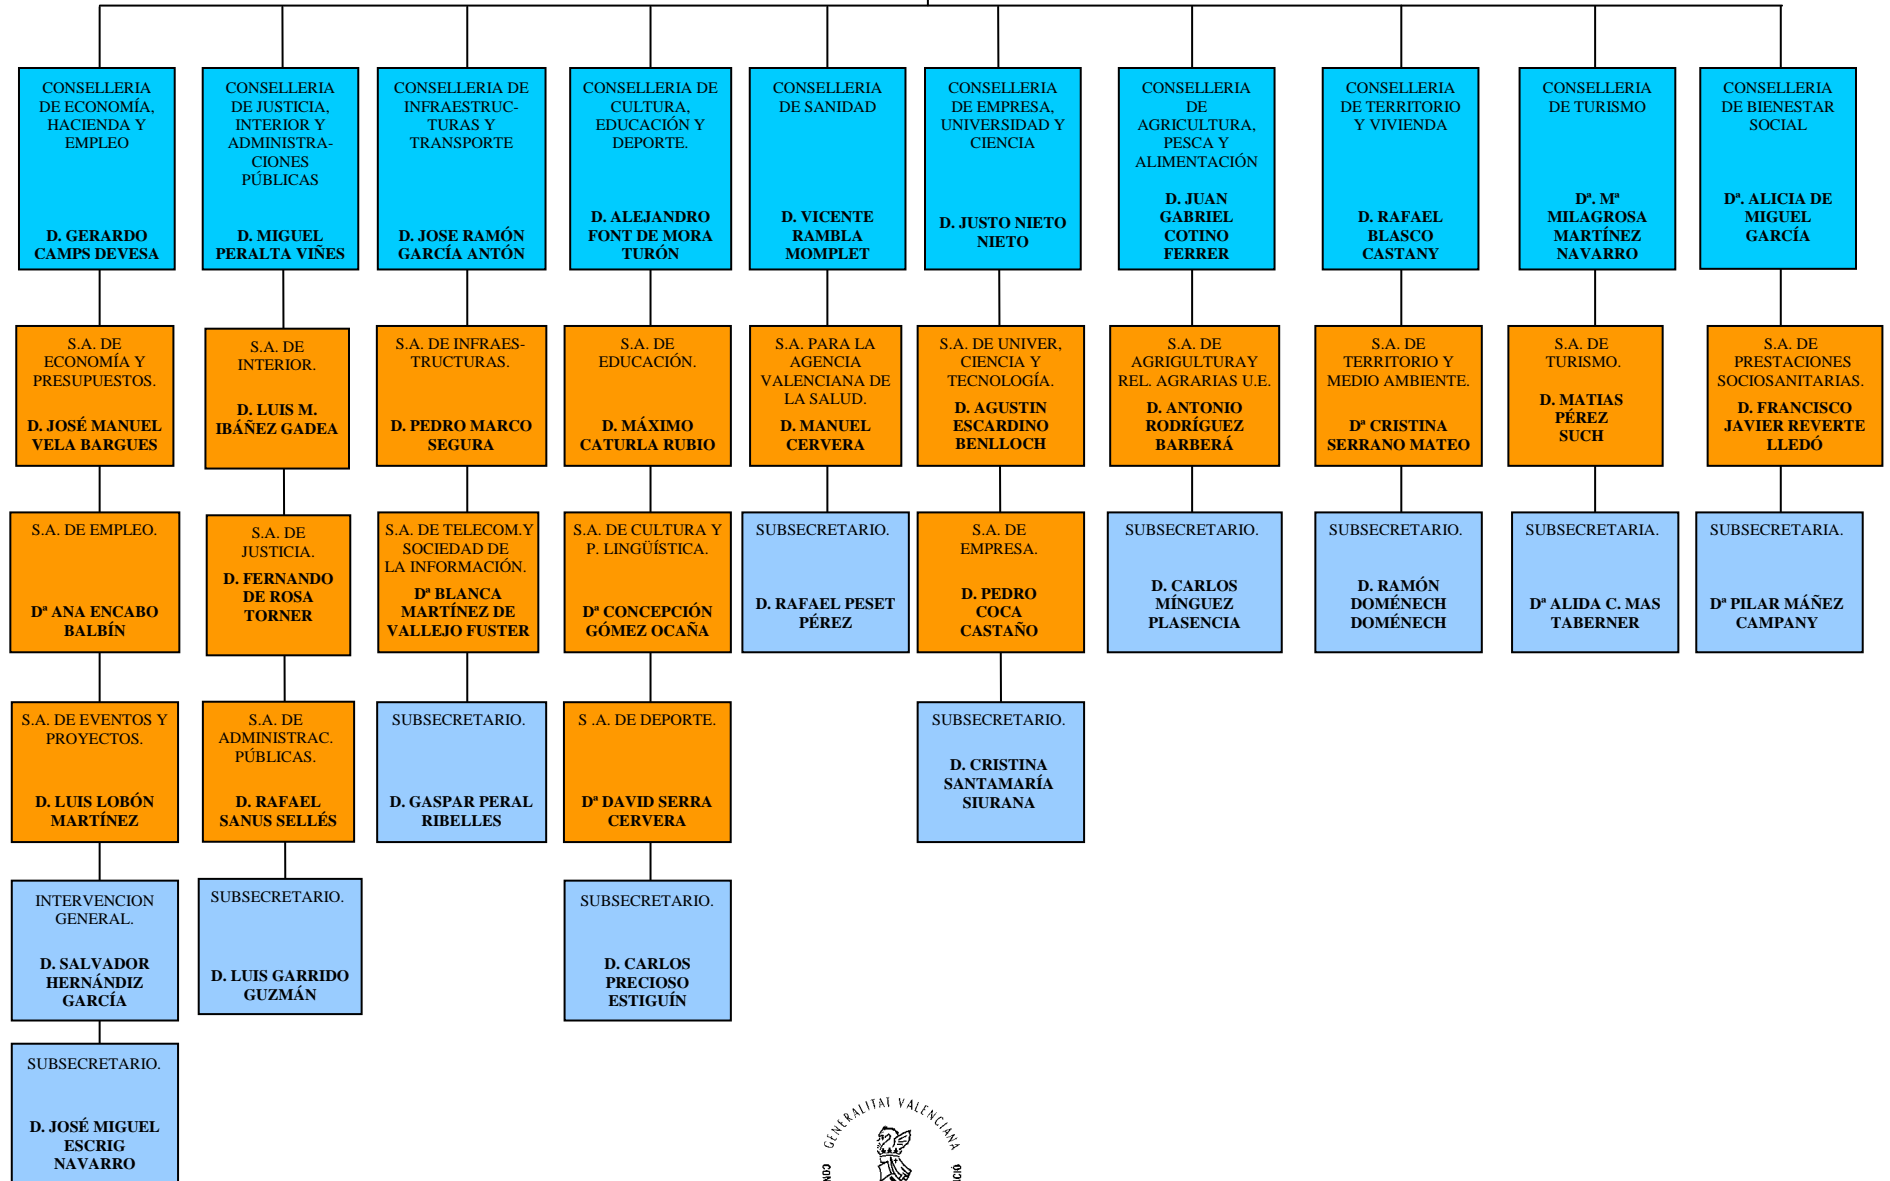 CONSELLERIA
DE ECONOMÍA,
HACIENDA Y
EMPLEO
D. GERARDO
CAMPS DEVESA
CONSELLERIA
DE JUSTICIA,
INTERIOR Y
ADMINISTRA-
CIONES
PÚBLICAS
D. MIGUEL
PERALTA VIÑES
CONSELLERIA DE
INFRAESTRUC-
TURAS Y
TRANSPORTE
D. JOSE RAMÓN
GARCÍA ANTÓN
CONSELLERIA DE
CULTURA,
EDUCACIÓN Y
DEPORTE.
D. ALEJANDRO
FONT DE MORA
TURÓN
CONSELLERIA
DE SANIDAD
D. VICENTE
RAMBLA
MOMPLET
CONSELLERIA
DE EMPRESA,
UNIVERSIDAD Y
CIENCIA
D. JUSTO NIETO
NIETO
CONSELLERIA
DE
AGRICULTURA,
PESCA Y
ALIMENTACIÓN
D. JUAN
GABRIEL
COTINO
FERRER
CONSELLERIA
DE TERRITORIO
Y VIVIENDA
D. RAFAEL
BLASCO
CASTANY
CONSELLERIA
DE TURISMO
Dª. Mª
MILAGROSA
MARTÍNEZ
NAVARRO
CONSELLERIA
DE BIENESTAR
SOCIAL
Dª. ALICIA DE
MIGUEL
GARCÍA
S.A. DE
ECONOMÍA Y
PRESUPUESTOS.
D. JOSÉ MANUEL
VELA BARGUES
S.A. DE
INTERIOR.
D. LUIS M.
IBÁÑEZ GADEA
S.A. DE INFRAES-
TRUCTURAS.
D. PEDRO MARCO
SEGURA
S.A. DE
EDUCACIÓN.
D. MÁXIMO
CATURLA RUBIO
S.A. PARA LA
AGENCIA
VALENCIANA DE
LA SALUD.
D. MANUEL
CERVERA
S.A. DE UNIVER,
CIENCIA Y
TECNOLOGÍA.
D. AGUSTIN
ESCARDINO
BENLLOCH
S.A. DE
AGRIGULTURAY
REL. AGRARIAS U.E.
D. ANTONIO
RODRÍGUEZ
BARBERÁ
S.A. DE
TERRITORIO Y
MEDIO AMBIENTE.
Dª CRISTINA
SERRANO MATEO
S.A. DE
TURISMO.
D. MATIAS
PÉREZ
SUCH
S.A. DE
PRESTACIONES
SOCIOSANITARIAS.
D. FRANCISCO
JAVIER REVERTE
LLEDÓ
S.A. DE EMPLEO.
Dª ANA ENCABO
BALBÍN
S.A. DE
JUSTICIA.
D. FERNANDO
DE ROSA
TORNER
S.A. DE TELECOM.Y
SOCIEDAD DE
LA INFORMACIÓN.
Dª BLANCA
MARTÍNEZ DE
VALLEJO FUSTER
S.A. DE CULTURA Y
P. LINGÜÍSTICA.
Dª CONCEPCIÓN
GÓMEZ OCAÑA
SUBSECRETARIO.
D. RAFAEL PESET
PÉREZ
S.A. DE
EMPRESA.
D. PEDRO
COCA
CASTAÑO
SUBSECRETARIO.
D. CARLOS
MÍNGUEZ
PLASENCIA
SUBSECRETARIO.
D. RAMÓN
DOMÉNECH
DOMÉNECH
SUBSECRETARIA.
Dª ALIDA C. MAS
TABERNER
SUBSECRETARIA.
Dª PILAR MÁÑEZ
CAMPANY
S.A. DE EVENTOS Y
PROYECTOS.
D. LUIS LOBÓN
MARTÍNEZ
S.A. DE
ADMINISTRAC.
PÚBLICAS.
D. RAFAEL
SANUS SELLÉS
SUBSECRETARIO.
D. GASPAR PERAL
RIBELLES
S .A. DE DEPORTE.
Dª DAVID SERRA
CERVERA
SUBSECRETARIO.
D. CRISTINA
SANTAMARÍA
SIURANA
INTERVENCION
GENERAL.
D. SALVADOR
HERNÁNDIZ
GARCÍA
SUBSECRETARIO.
D. LUIS GARRIDO
GUZMÁN
SUBSECRETARIO.
D. CARLOS
PRECIOSO
ESTIGUÍN
SUBSECRETARIO.
D. JOSÉ MIGUEL
ESCRIG
NAVARRO
GENERALITAT VALENCIANA